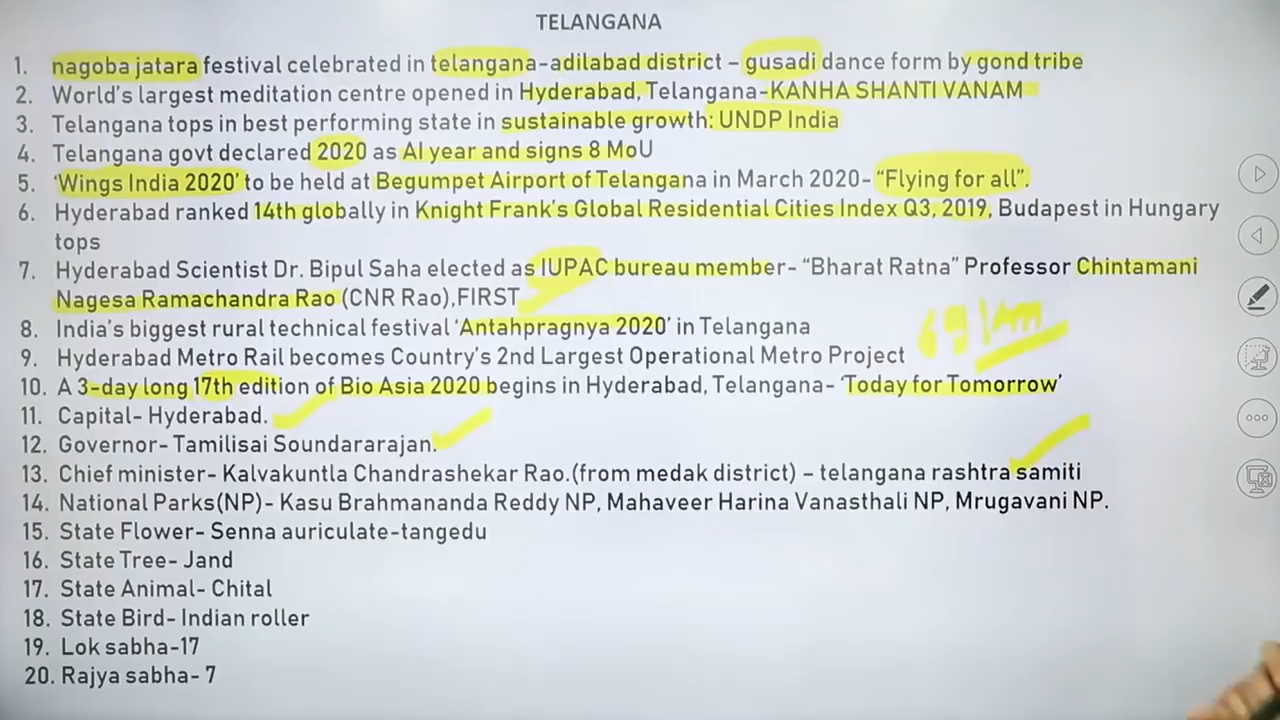 TELANGANA
1. nagoba jatara festival celebrated in telangana-adilabad district – gusadi dance form by gond tribe
2. World's largest meditation centre opened in Hyderabad, Telangana-KANHA SHANTI VANAM
3. Telangana tops in best performing state in sustainable growth: UNDP India
4. Telangana govt declared 2020 as AI year and signs 8 MoU
5. 'Wings India 2020' to be held at Begumpet Airport of Telangana in March 2020- “Flying for all”.
6. Hyderabad ranked 14th globally in Knight Frank's Global Residential Cities Index Q3, 2019, Budapest in Hungary
tops
7. Hyderabad Scientist Dr. Bipul Saha elected as IUPAC bureau member- “Bharat Ratna” Professor Chintamani
Nagesa Ramachandra Rao (CNR Rao),FIRST
8. India's biggest rural technical festival 'Antahpragnya 2020' in Telangana
9. Hyderabad Metro Rail becomes Country's 2nd Largest Operational Metro Project
69 km
10. A 3-day long 17th edition of Bio Asia 2020 begins in Hyderabad, Telangana- 'Today for Tomorrow'
11. Capital- Hyderabad.
12. Governor- Tamilisai Soundararajan.
13. Chief minister- Kalvakuntla Chandrashekar Rao.(from medak district) – telangana rashtra samiti
14. National Parks(NP)- Kasu Brahmananda Reddy NP, Mahaveer Harina Vanasthali NP, Mrugavani NP.
15. State Flower- Senna auriculate-tangedu
16. State Tree- Jand
17. State Animal- Chital
18. State Bird- Indian roller
19. Lok sabha-17
20. Rajya sabha- 7